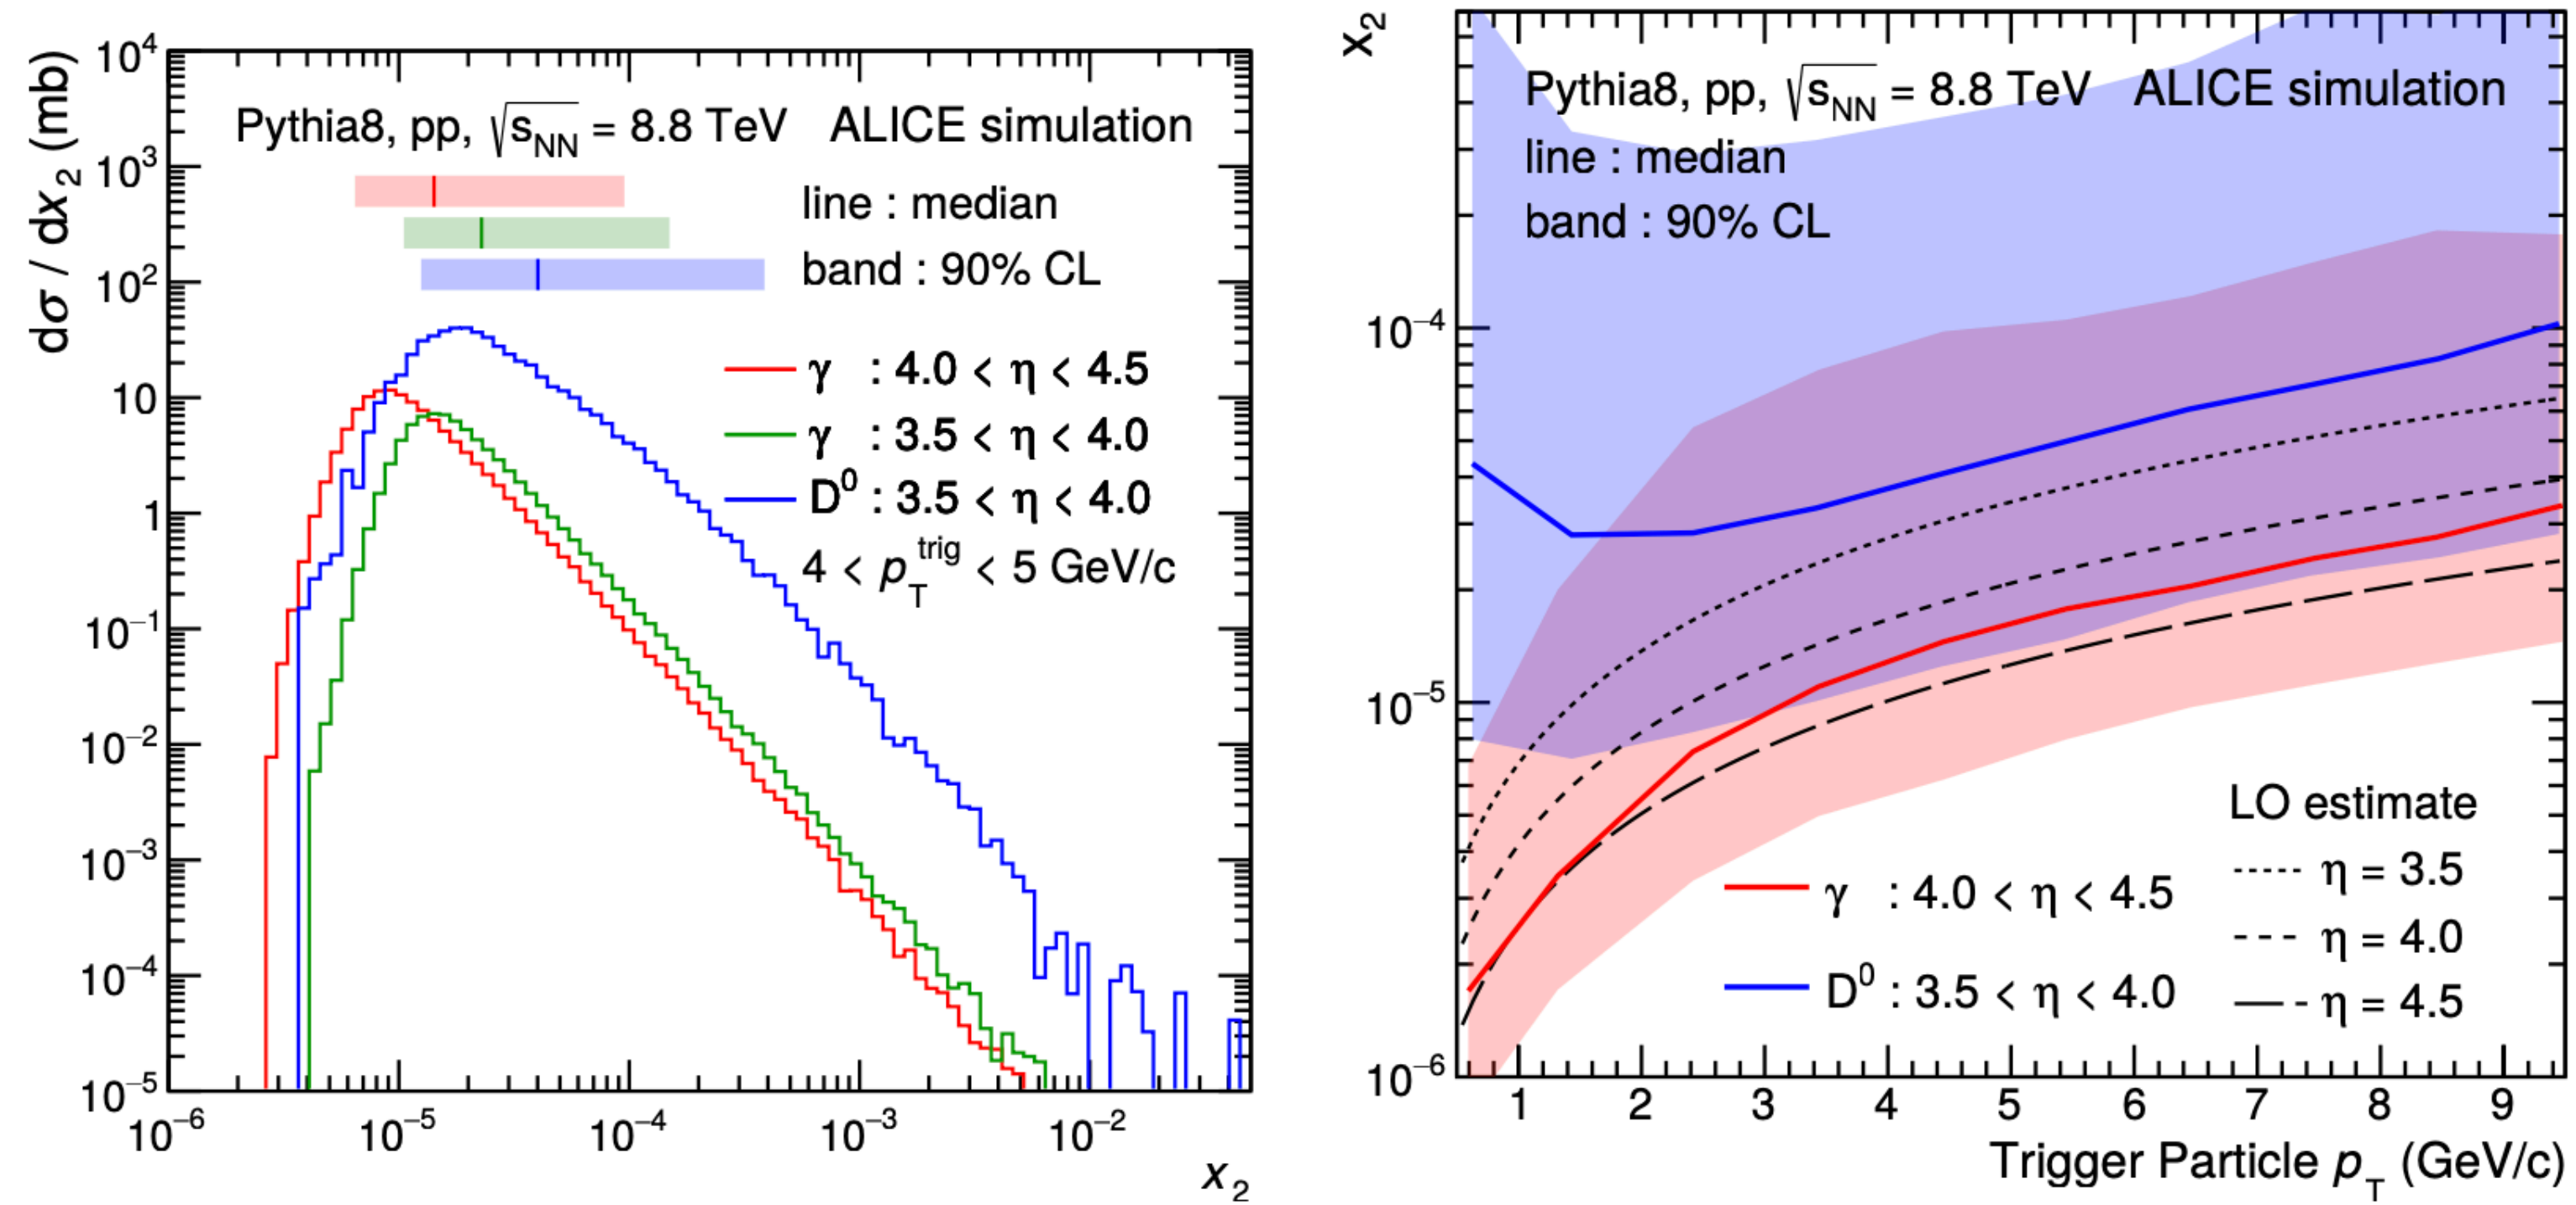 dσ / dx₂ (mb)
10⁴
10³
10²
10
1
10⁻¹
10⁻²
10⁻³
10⁻⁴
10⁻⁵
Pythia8, pp, √s_NN = 8.8 TeV ALICE simulation
line : median
band : 90% CL
γ : 4.0 < η < 4.5
γ : 3.5 < η < 4.0
D⁰ : 3.5 < η < 4.0
4 < p_T^trig < 5 GeV/c
10⁻⁶ 10⁻⁵ 10⁻⁴ 10⁻³ 10⁻²
x₂
x₂
Pythia8, pp, √s_NN = 8.8 TeV ALICE simulation
line : median
band : 90% CL
10⁻⁴
10⁻⁵
10⁻⁶
LO estimate
η = 3.5
η = 4.0
η = 4.5
γ : 4.0 < η < 4.5
D⁰ : 3.5 < η < 4.0
1 2 3 4 5 6 7 8 9
Trigger Particle p_T (GeV/c)